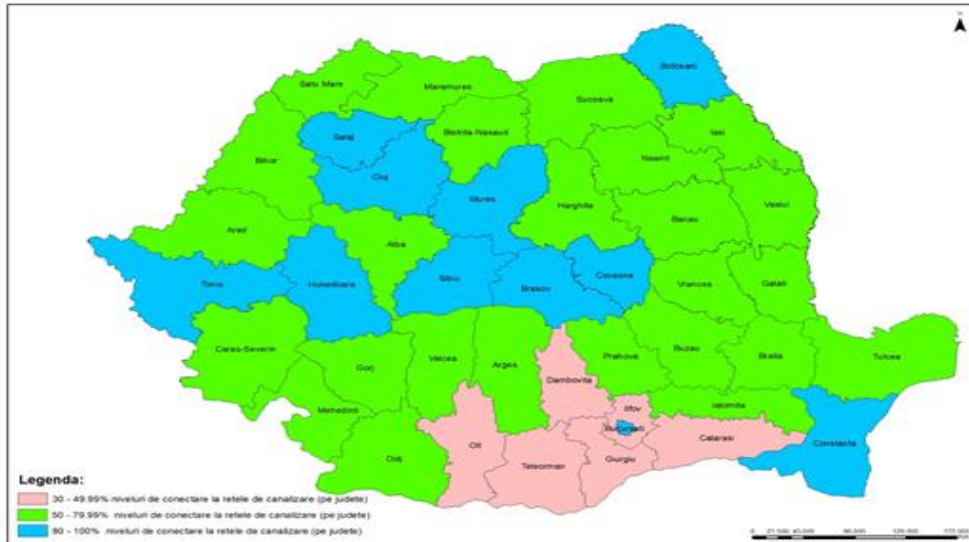 Botosani
Satu Mare
Maramures
Suceava
Iasi
Bistrita-Nasaud
Salaj
Bihor
Neamt
Cluj
Mures
Harghita
Bacau
Vaslui
Arad
Alba
Timis
Hunedoara
Sibiu
Brasov
Covasna
Vrancea
Galati
Caras-Severin
Gorj
Valcea
Arges
Prahova
Buzau
Braila
Tulcea
Dambovita
Mehedinti
Ilfov
Ialomita
Bucuresti
Olt
Calarasi
Constanta
Dolj
Teleorman
Giurgiu
Legenda:
30 - 49.99% niveluri de conectare la retele de canalizare (pe judete)
50 - 79.99% niveluri de conectare la retele de canalizare (pe judete)
80 - 100% niveluri de conectare la retele de canalizare (pe judete)
0